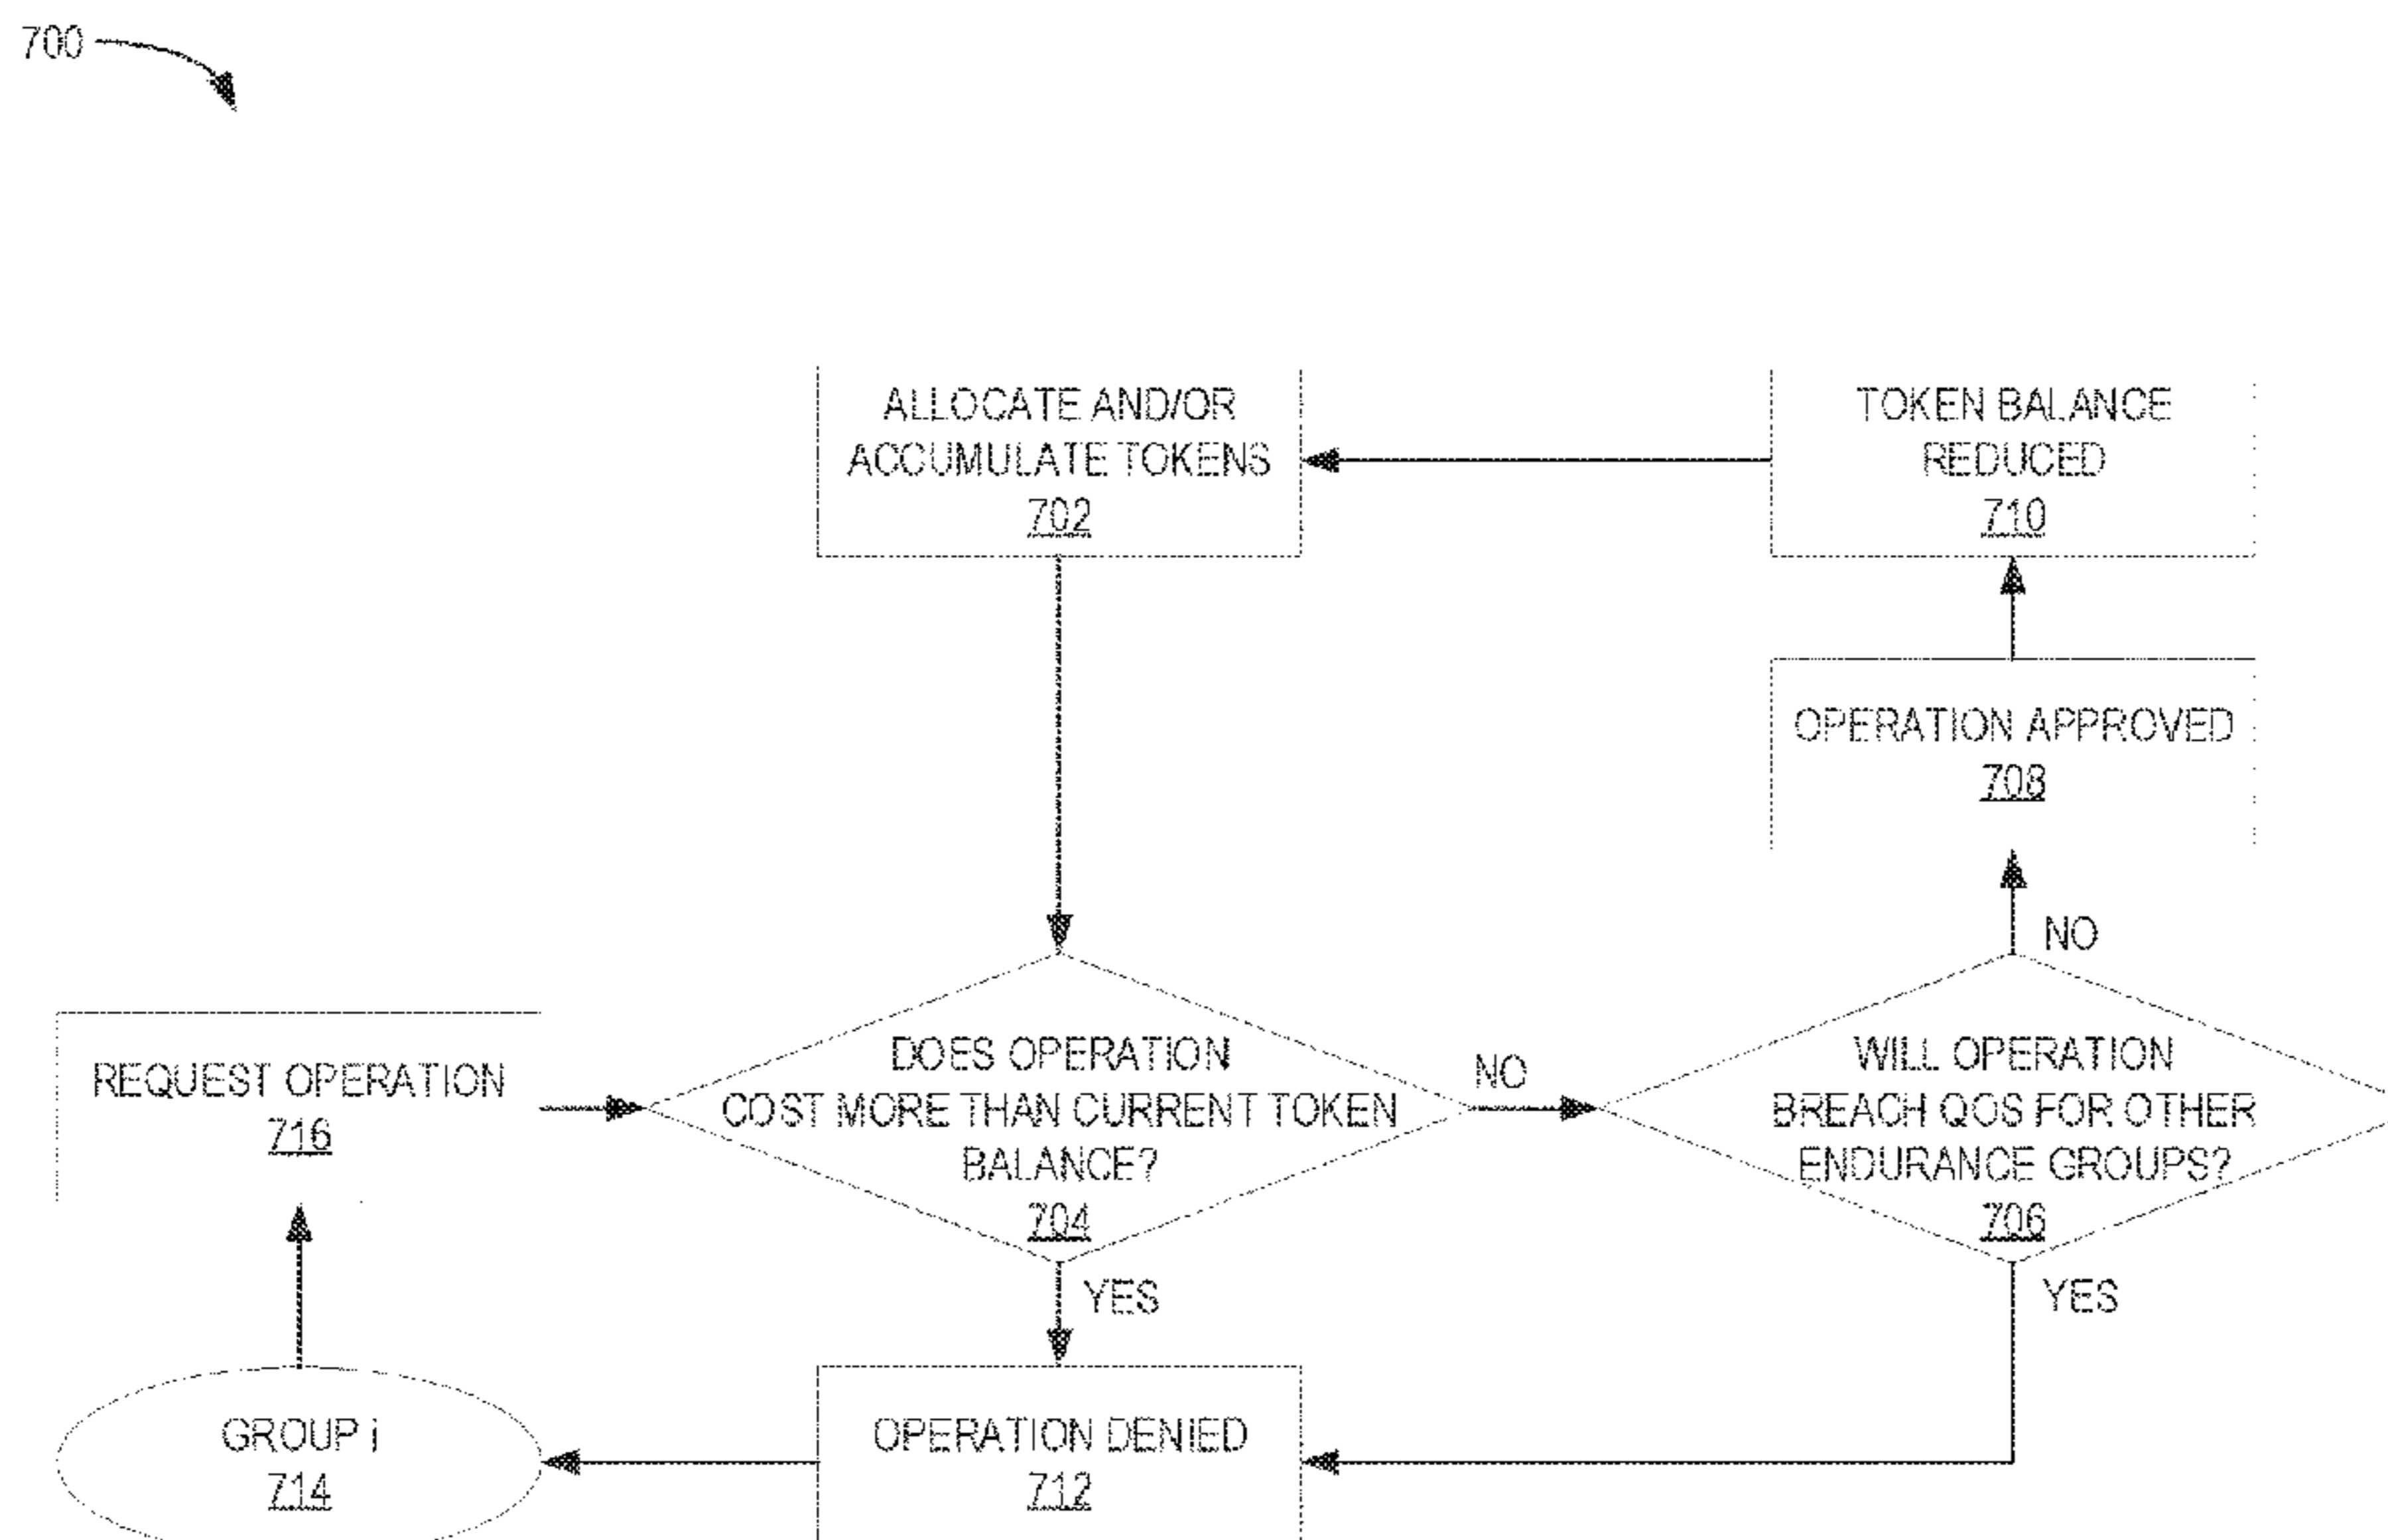 700
ALLOCATE AND/OR
ACCUMULATE TOKENS
702
TOKEN BALANCE
REDUCED
710
OPERATION APPROVED
708
NO
REQUEST OPERATION
716
DOES OPERATION
COST MORE THAN CURRENT TOKEN
BALANCE?
704
NO
WILL OPERATION
BREACH QOS FOR OTHER
ENDURANCE GROUPS?
706
YES
YES
GROUP i
714
OPERATION DENIED
712